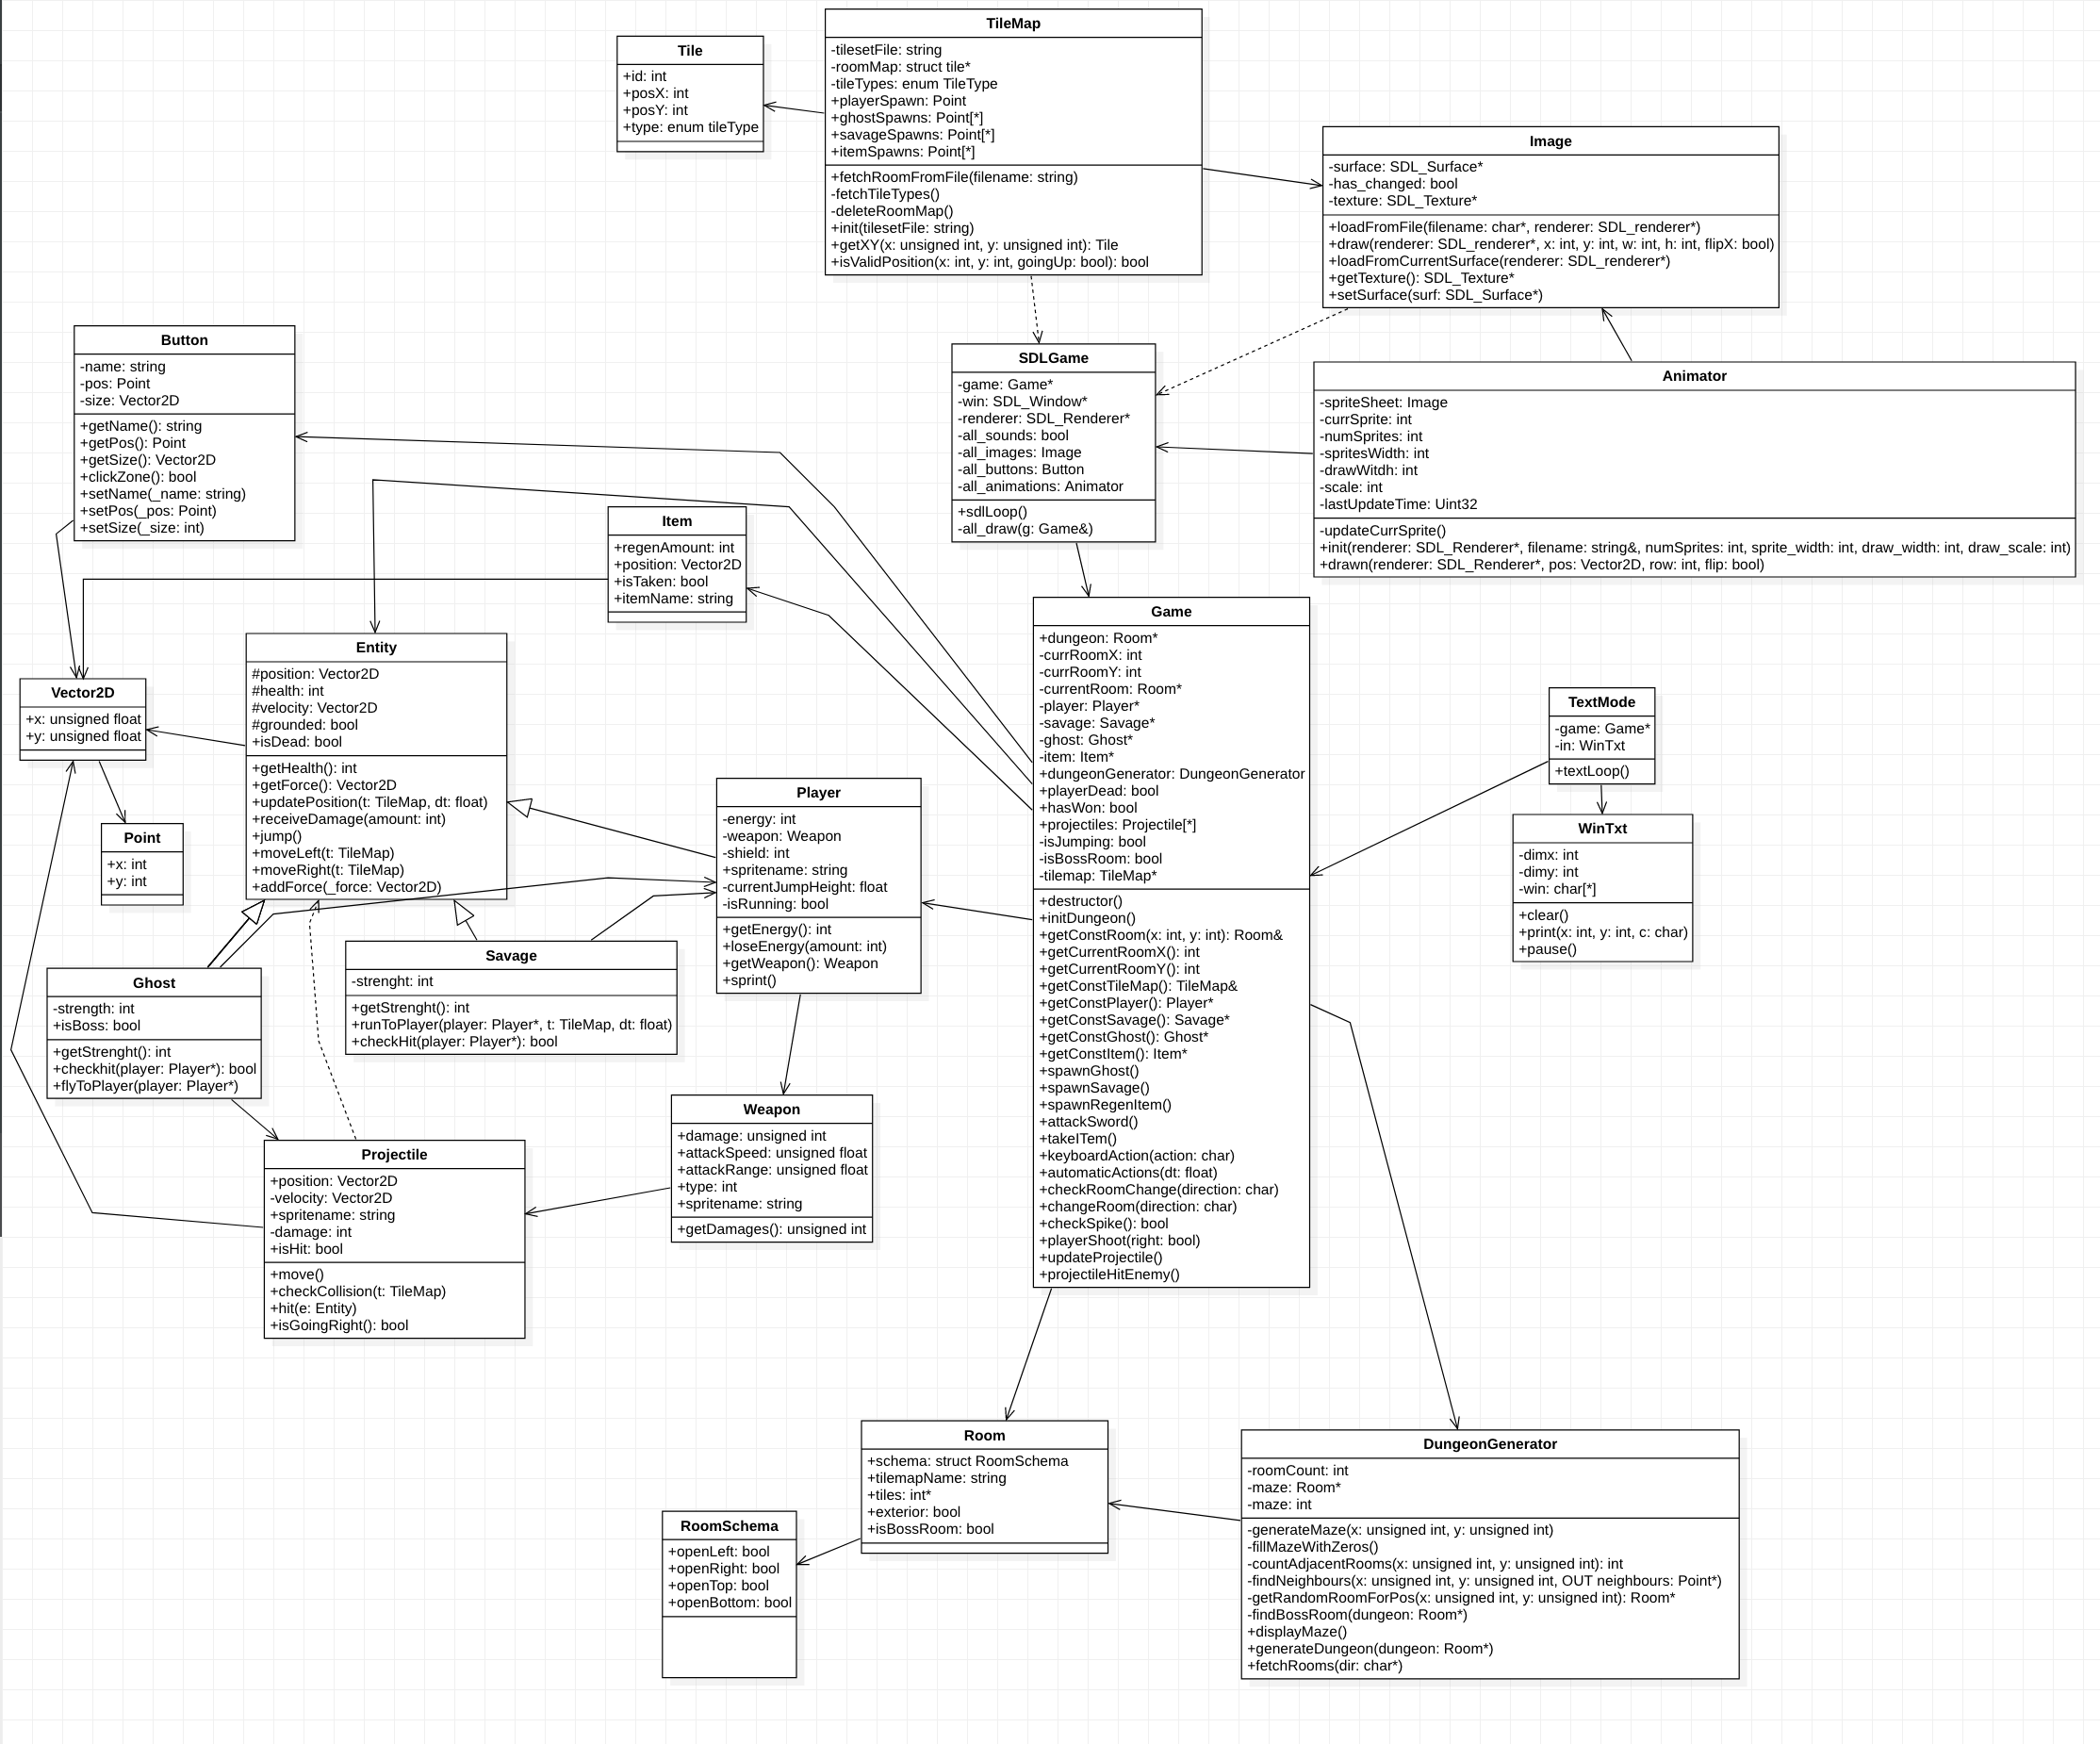 TileMap
-tilesetFile: string
-roomMap: struct tile*
-tileTypes: enum TileType
+playerSpawn: Point
+ghostSpawns: Point[*]
+savageSpawns: Point[*]
+itemSpawns: Point[*]
+fetchRoomFromFile(filename: string)
-fetchTileTypes()
-deleteRoomMap()
+init(tilesetFile: string)
+getXY(x: unsigned int, y: unsigned int): Tile
+isValidPosition(x: int, y: int, goingUp: bool): bool
Tile
+id: int
+posX: int
+posY: int
+type: enum tileType
Image
-surface: SDL_Surface*
-has_changed: bool
-texture: SDL_Texture*
+loadFromFile(filename: char*, renderer: SDL_renderer*)
+draw(renderer: SDL_renderer*, x: int, y: int, w: int, h: int, flipX: bool)
+loadFromCurrentSurface(renderer: SDL_renderer*)
+getTexture(): SDL_Texture*
+setSurface(surf: SDL_Surface*)
Button
-name: string
-pos: Point
-size: Vector2D
+getName(): string
+getPos(): Point
+getSize(): Vector2D
+clickZone(): bool
+setName(_name: string)
+setPos(_pos: Point)
+setSize(_size: int)
SDLGame
-game: Game*
-win: SDL_Window*
-renderer: SDL_Renderer*
-all_sounds: bool
-all_images: Image
-all_buttons: Button
-all_animations: Animator
+sdlLoop()
-all_draw(g: Game&)
Animator
-spriteSheet: Image
-currSprite: int
-numSprites: int
-spritesWidth: int
-drawWitdh: int
-scale: int
-lastUpdateTime: Uint32
-updateCurrSprite()
+init(renderer: SDL_Renderer*, filename: string&, numSprites: int, sprite_width: int, draw_width: int, draw_scale: int)
+drawn(renderer: SDL_Renderer*, pos: Vector2D, row: int, flip: bool)
Item
+regenAmount: int
+position: Vector2D
+isTaken: bool
+itemName: string
Game
+dungeon: Room*
-currRoomX: int
-currRoomY: int
-currentRoom: Room*
-player: Player*
-savage: Savage*
-ghost: Ghost*
-item: Item*
+dungeonGenerator: DungeonGenerator
+playerDead: bool
+hasWon: bool
+projectiles: Projectile[*]
-isJumping: bool
-isBossRoom: bool
-tilemap: TileMap*
+destructor()
+initDungeon()
+getConstRoom(x: int, y: int): Room&
+getCurrentRoomX(): int
+getCurrentRoomY(): int
+getConstTileMap(): TileMap&
+getConstPlayer(): Player*
+getConstSavage(): Savage*
+getConstGhost(): Ghost*
+getConstItem(): Item*
+spawnGhost()
+spawnSavage()
+spawnRegenItem()
+attackSword()
+takeITem()
+keyboardAction(action: char)
+automaticActions(dt: float)
+checkRoomChange(direction: char)
+changeRoom(direction: char)
+checkSpike(): bool
+playerShoot(right: bool)
+updateProjectile()
+projectileHitEnemy()
Entity
#position: Vector2D
#health: int
#velocity: Vector2D
#grounded: bool
+isDead: bool
+getHealth(): int
+getForce(): Vector2D
+updatePosition(t: TileMap, dt: float)
+receiveDamage(amount: int)
+jump()
+moveLeft(t: TileMap)
+moveRight(t: TileMap)
+addForce(_force: Vector2D)
Vector2D
+x: unsigned float
+y: unsigned float
Point
+x: int
+y: int
TextMode
-game: Game*
-in: WinTxt
+textLoop()
WinTxt
-dimx: int
-dimy: int
-win: char[*]
+clear()
+print(x: int, y: int, c: char)
+pause()
Player
-energy: int
-weapon: Weapon
-shield: int
+spritename: string
-currentJumpHeight: float
-isRunning: bool
+getEnergy(): int
+loseEnergy(amount: int)
+getWeapon(): Weapon
+sprint()
Savage
-strenght: int
+getStrenght(): int
+runToPlayer(player: Player*, t: TileMap, dt: float)
+checkHit(player: Player*): bool
Ghost
-strength: int
+isBoss: bool
+getStrenght(): int
+checkhit(player: Player*): bool
+flyToPlayer(player: Player*)
Weapon
+damage: unsigned int
+attackSpeed: unsigned float
+attackRange: unsigned float
+type: int
+spritename: string
+getDamages(): unsigned int
Projectile
+position: Vector2D
-velocity: Vector2D
+spritename: string
-damage: int
+isHit: bool
+move()
+checkCollision(t: TileMap)
+hit(e: Entity)
+isGoingRight(): bool
Room
+schema: struct RoomSchema
+tilemapName: string
+tiles: int*
+exterior: bool
+isBossRoom: bool
DungeonGenerator
-roomCount: int
-maze: Room*
-maze: int
-generateMaze(x: unsigned int, y: unsigned int)
-fillMazeWithZeros()
-countAdjacentRooms(x: unsigned int, y: unsigned int): int
-findNeighbours(x: unsigned int, y: unsigned int, OUT neighbours: Point*)
-getRandomRoomForPos(x: unsigned int, y: unsigned int): Room*
-findBossRoom(dungeon: Room*)
+displayMaze()
+generateDungeon(dungeon: Room*)
+fetchRooms(dir: char*)
RoomSchema
+openLeft: bool
+openRight: bool
+openTop: bool
+openBottom: bool